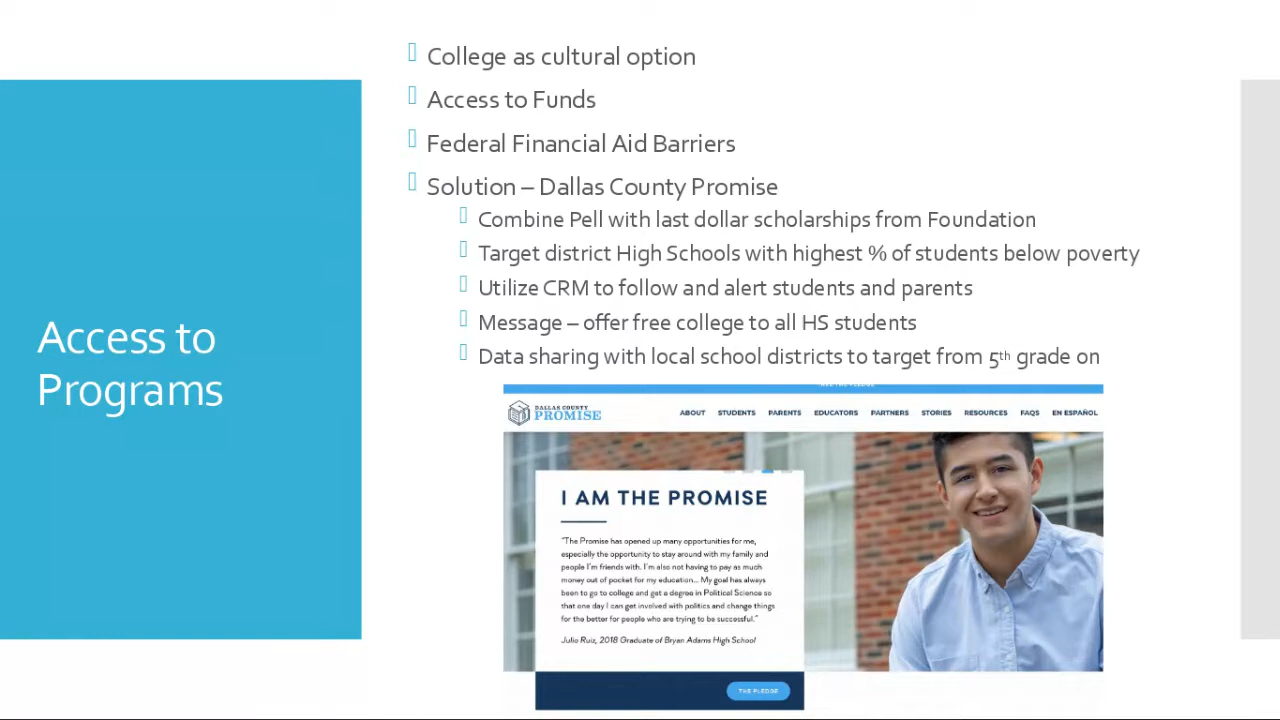 College as cultural option
Access to Funds
Federal Financial Aid Barriers
Solution – Dallas County Promise
Combine Pell with last dollar scholarships from Foundation
Target district High Schools with highest % of students below poverty
Utilize CRM to follow and alert students and parents
Message – offer free college to all HS students
Data sharing with local school districts to target from 5th grade on
Access to
Programs
DALLAS COUNTY
PROMISE
ABOUT STUDENTS PARENTS EDUCATORS PARTNERS STORIES RESOURCES FAQS EN ESPAÑOL
I AM THE PROMISE
"The Promise has opened up many opportunities for me,
especially the opportunity to stay around with my family and
people I'm friends with. I'm also not having to pay as much
money out of pocket for my education... My goal has always
been to go to college and get a degree in Political Science so
that one day I can get involved with politics and change things
for the better for people who are trying to be successful."
Julio Ruiz, 2018 Graduate of Bryan Adams High School
THE PLEDGE